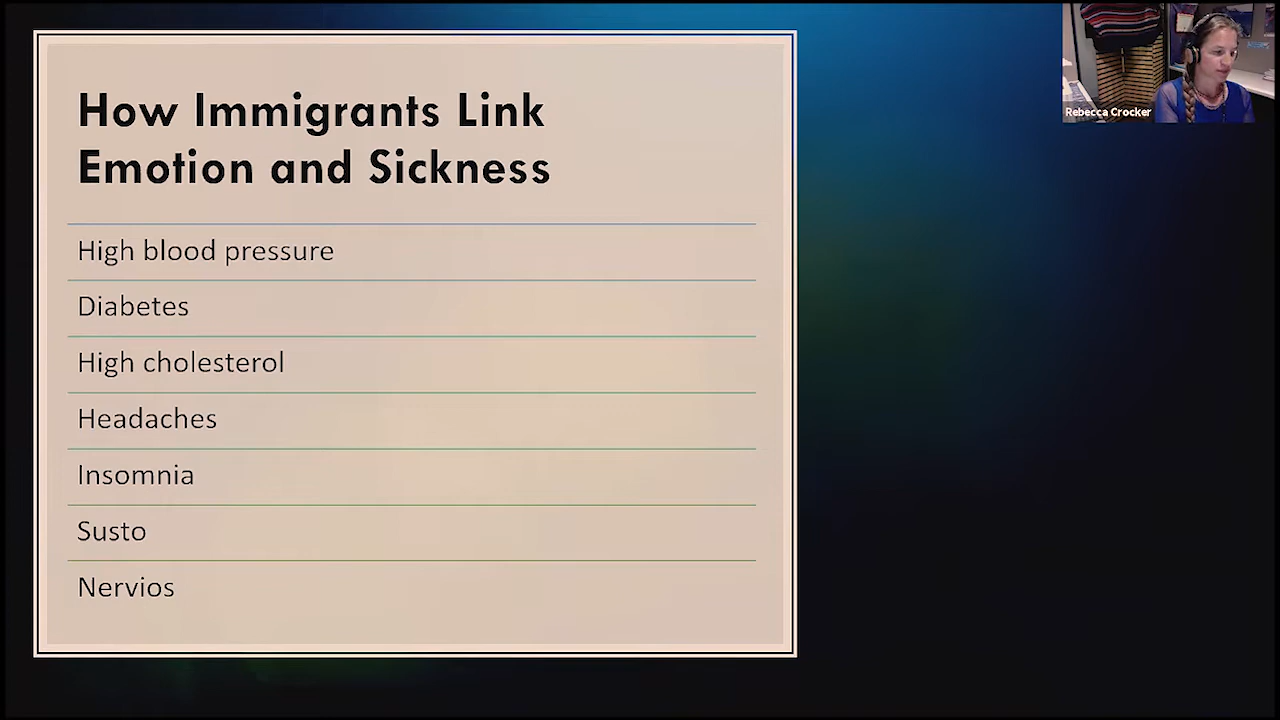 How Immigrants Link
Emotion and Sickness
High blood pressure
Diabetes
High cholesterol
Headaches
Insomnia
Susto
Nervios
Rebecca Crocker